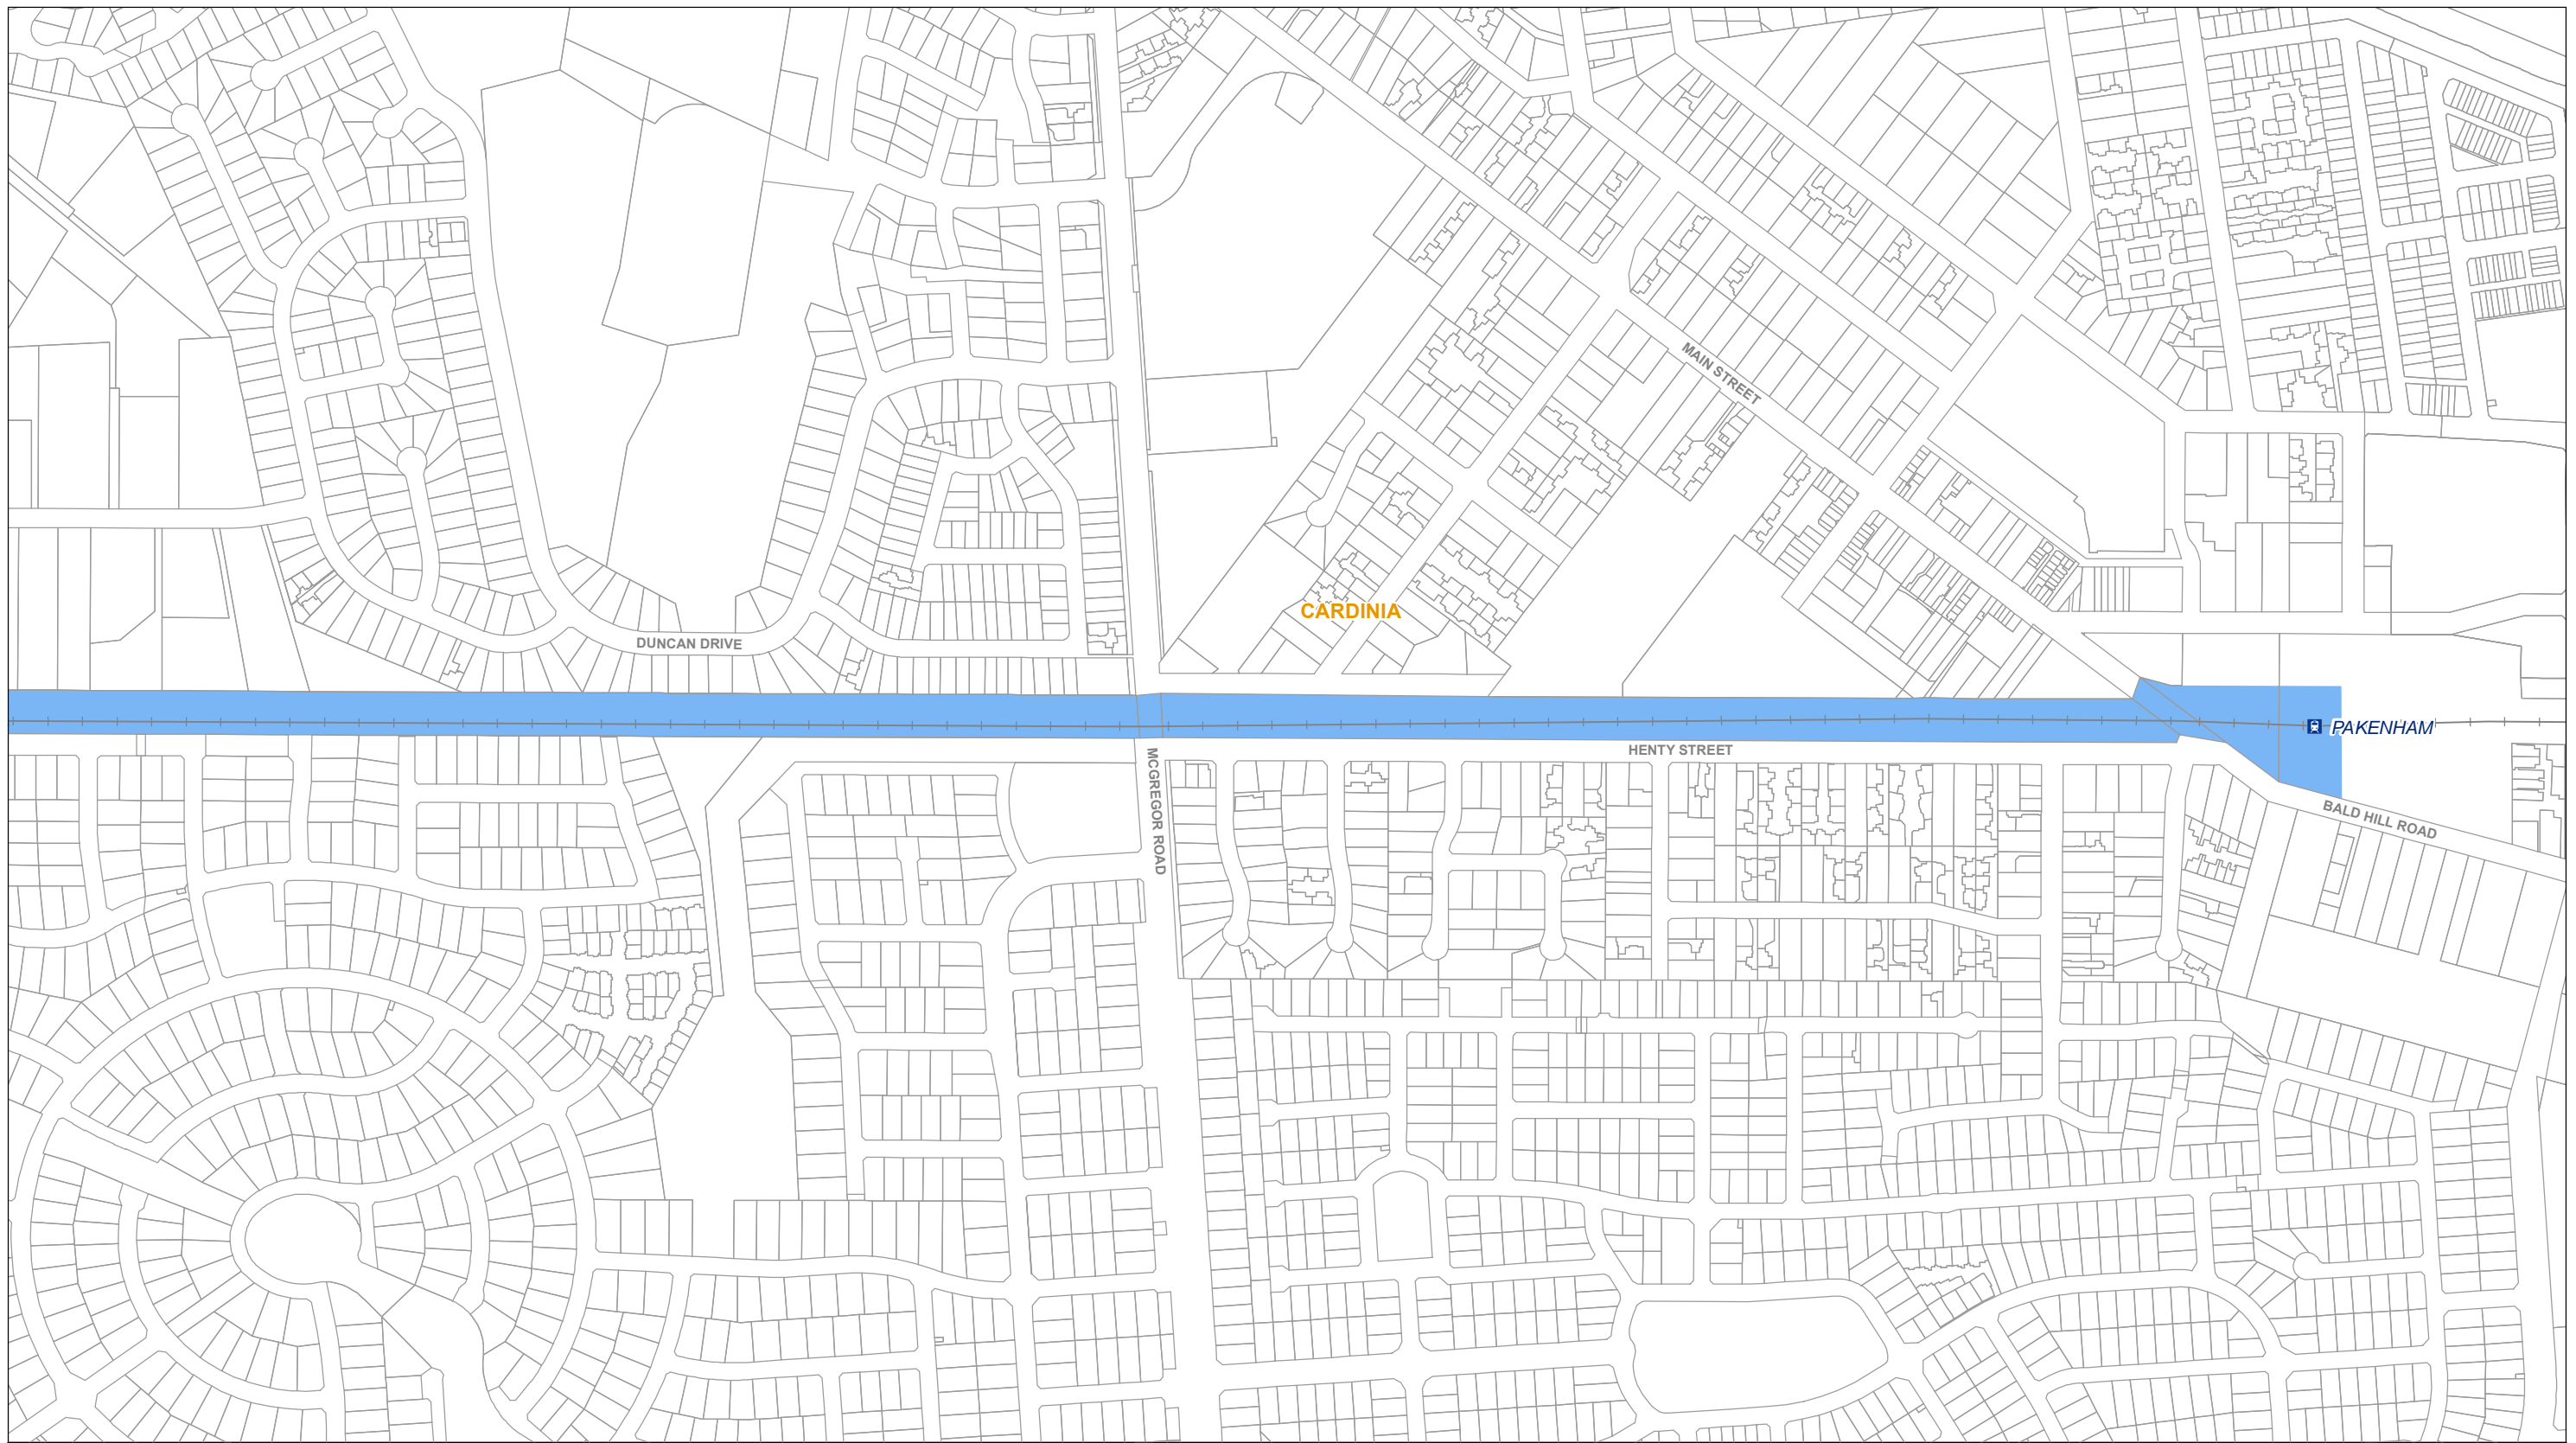 MAIN STREET
CARDINIA
DUNCAN DRIVE
PAKENHAM
HENTY STREET
MCGREGOR ROAD
BALD HILL ROAD